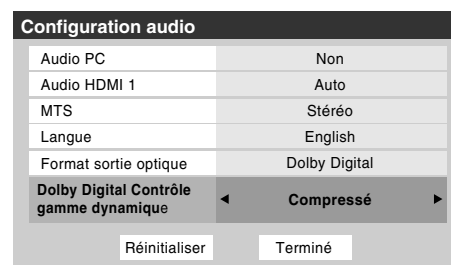 Configuration audio
Audio PC Non
Audio HDMI 1 Auto
MTS Stéréo
Langue English
Format sortie optique Dolby Digital
Dolby Digital Contrôle
gamme dynamique
Compressé
Réinitialiser Terminé